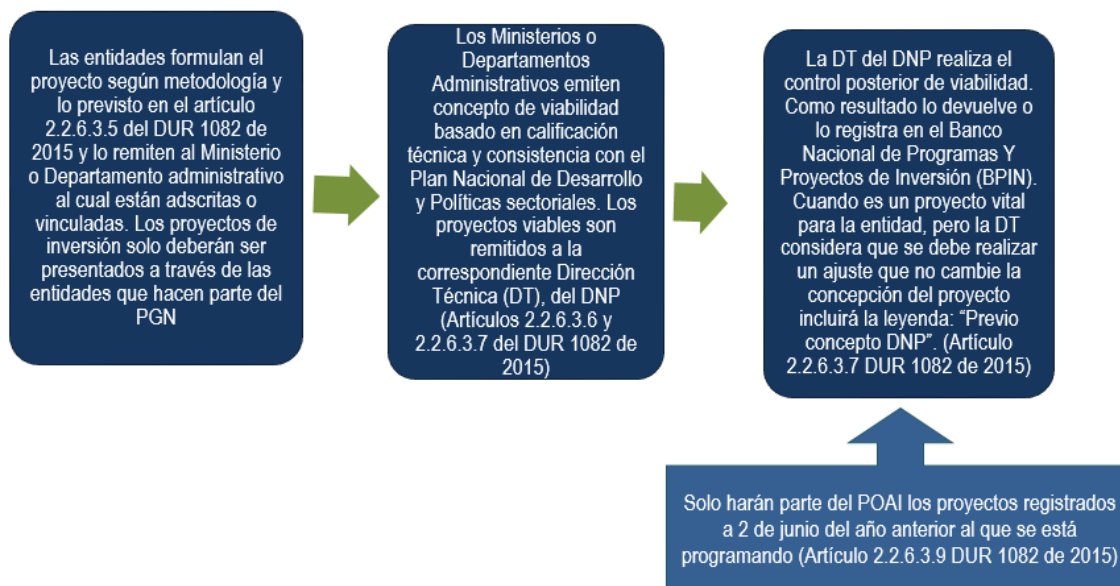 Las entidades formulan el
proyecto según metodología y
lo previsto en el artículo
2.2.6.3.5 del DUR 1082 de
2015 y lo remiten al Ministerio
o Departamento administrativo
al cual están adscritas o
vinculadas. Los proyectos de
inversión solo deberán ser
presentados a través de las
entidades que hacen parte del
PGN
Los Ministerios o
Departamentos
Administrativos emiten
concepto de viabilidad
basado en calificación
técnica y consistencia con el
Plan Nacional de Desarrollo
y Políticas sectoriales. Los
proyectos viables son
remitidos a la
correspondiente Dirección
Técnica (DT), del DNP
(Artículos 2.2.6.3.6 y
2.2.6.3.7 del DUR 1082 de
2015)
La DT del DNP realiza el
control posterior de viabilidad.
Como resultado lo devuelve o
lo registra en el Banco
Nacional de Programas Y
Proyectos de Inversión (BPIN).
Cuando es un proyecto vital
para la entidad, pero la DT
considera que se debe realizar
un ajuste que no cambie la
concepción del proyecto
incluirá la leyenda: “Previo
concepto DNP”. (Artículo
2.2.6.3.7 DUR 1082 de 2015)
Solo harán parte del POAI los proyectos registrados
a 2 de junio del año anterior al que se está
programando (Artículo 2.2.6.3.9 DUR 1082 de 2015)